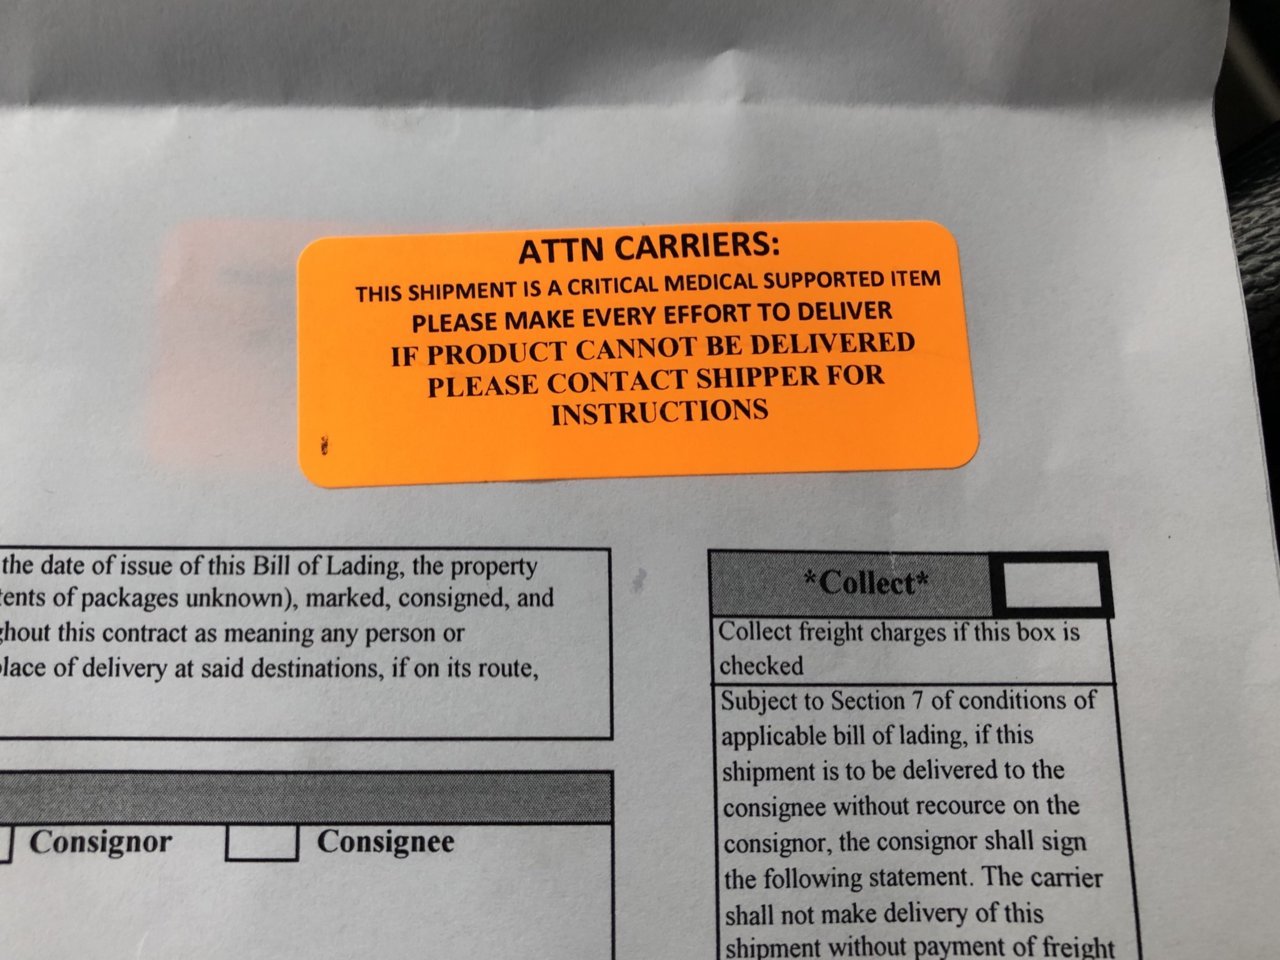 ATTN CARRIERS:
THIS SHIPMENT IS A CRITICAL MEDICAL SUPPORTED ITEM
PLEASE MAKE EVERY EFFORT TO DELIVER
IF PRODUCT CANNOT BE DELIVERED
PLEASE CONTACT SHIPPER FOR
INSTRUCTIONS
the date of issue of this Bill of Lading, the property
of packages unknown), marked, consigned, and
this contract as meaning any person or
of delivery at said destinations, if on its route,
Consignor
Consignee
*Collect*
Collect freight charges if this box is
checked
Subject to Section 7 of conditions of
applicable bill of lading, if this
shipment is to be delivered to the
consignee without recource on the
consignor, the consignor shall sign
the following statement. The carrier
shall not make delivery of this
shipment without payment of freight